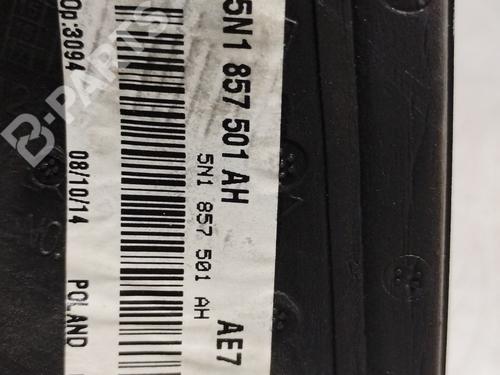 5N1 857 501 AH
5N1 857 501 AH
AE7
Op:3094
08/10/14
POLAND
B-PARTS